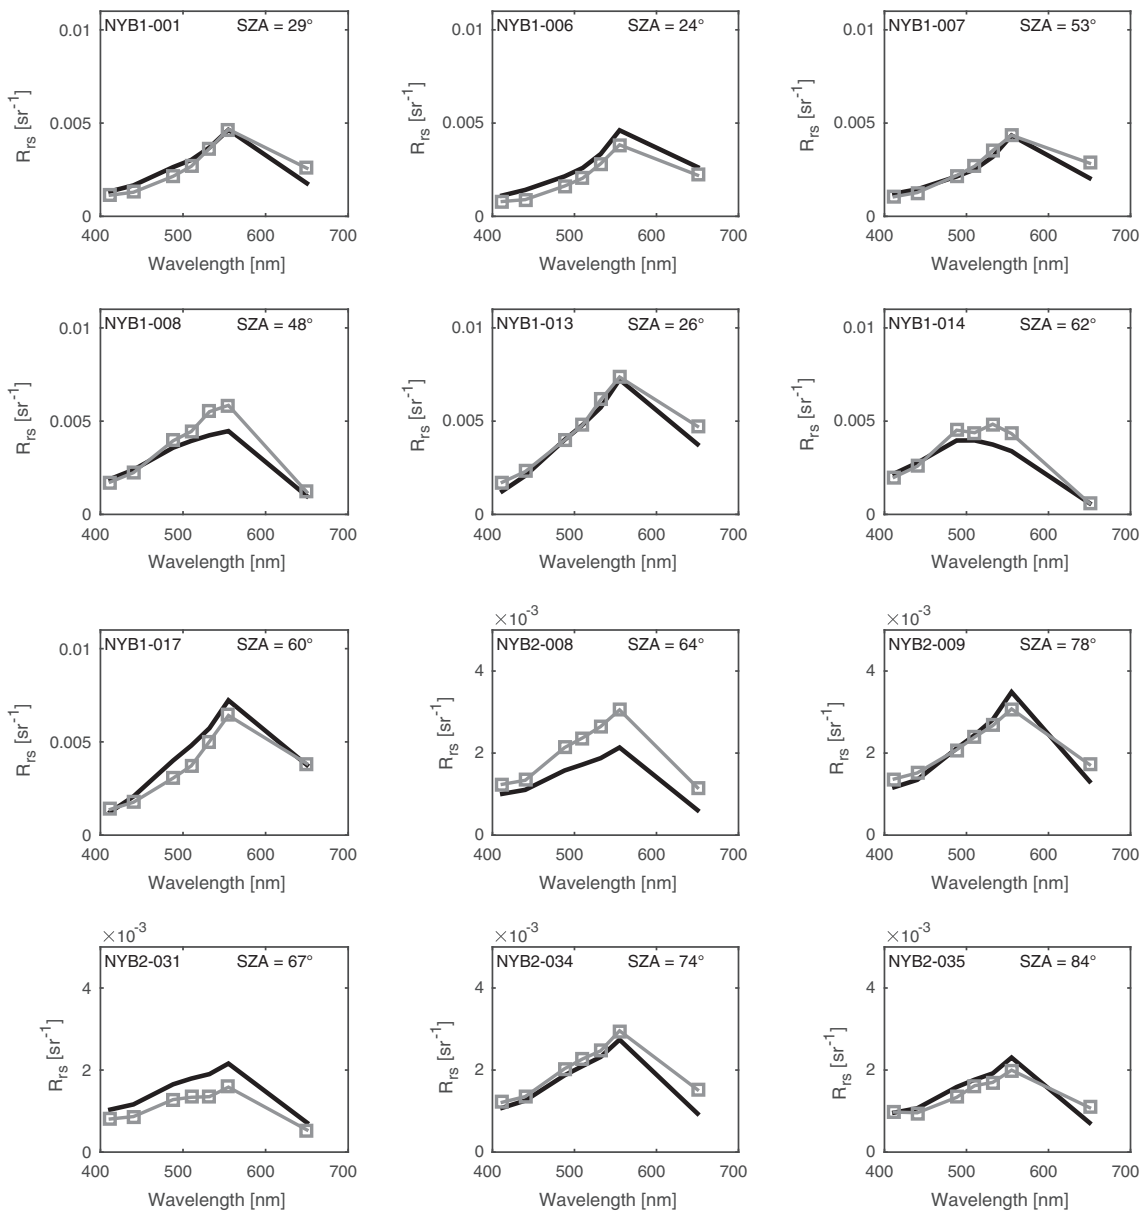 NYB1-001 SZA = 29°
0.01
0.005
0
R_rs [sr^-1]
400 500 600 700
Wavelength [nm]
NYB1-006 SZA = 24°
0.01
0.005
0
R_rs [sr^-1]
400 500 600 700
Wavelength [nm]
NYB1-007 SZA = 53°
0.01
0.005
0
R_rs [sr^-1]
400 500 600 700
Wavelength [nm]
NYB1-008 SZA = 48°
0.01
0.005
0
R_rs [sr^-1]
400 500 600 700
Wavelength [nm]
NYB1-013 SZA = 26°
0.01
0.005
0
R_rs [sr^-1]
400 500 600 700
Wavelength [nm]
NYB1-014 SZA = 62°
0.01
0.005
0
R_rs [sr^-1]
400 500 600 700
Wavelength [nm]
NYB1-017 SZA = 60°
0.01
0.005
0
R_rs [sr^-1]
400 500 600 700
Wavelength [nm]
×10^-3
NYB2-008 SZA = 64°
4
2
0
R_rs [sr^-1]
400 500 600 700
Wavelength [nm]
×10^-3
NYB2-009 SZA = 78°
4
2
0
R_rs [sr^-1]
400 500 600 700
Wavelength [nm]
×10^-3
NYB2-031 SZA = 67°
4
2
0
R_rs [sr^-1]
400 500 600 700
Wavelength [nm]
×10^-3
NYB2-034 SZA = 74°
4
2
0
R_rs [sr^-1]
400 500 600 700
Wavelength [nm]
×10^-3
NYB2-035 SZA = 84°
4
2
0
R_rs [sr^-1]
400 500 600 700
Wavelength [nm]